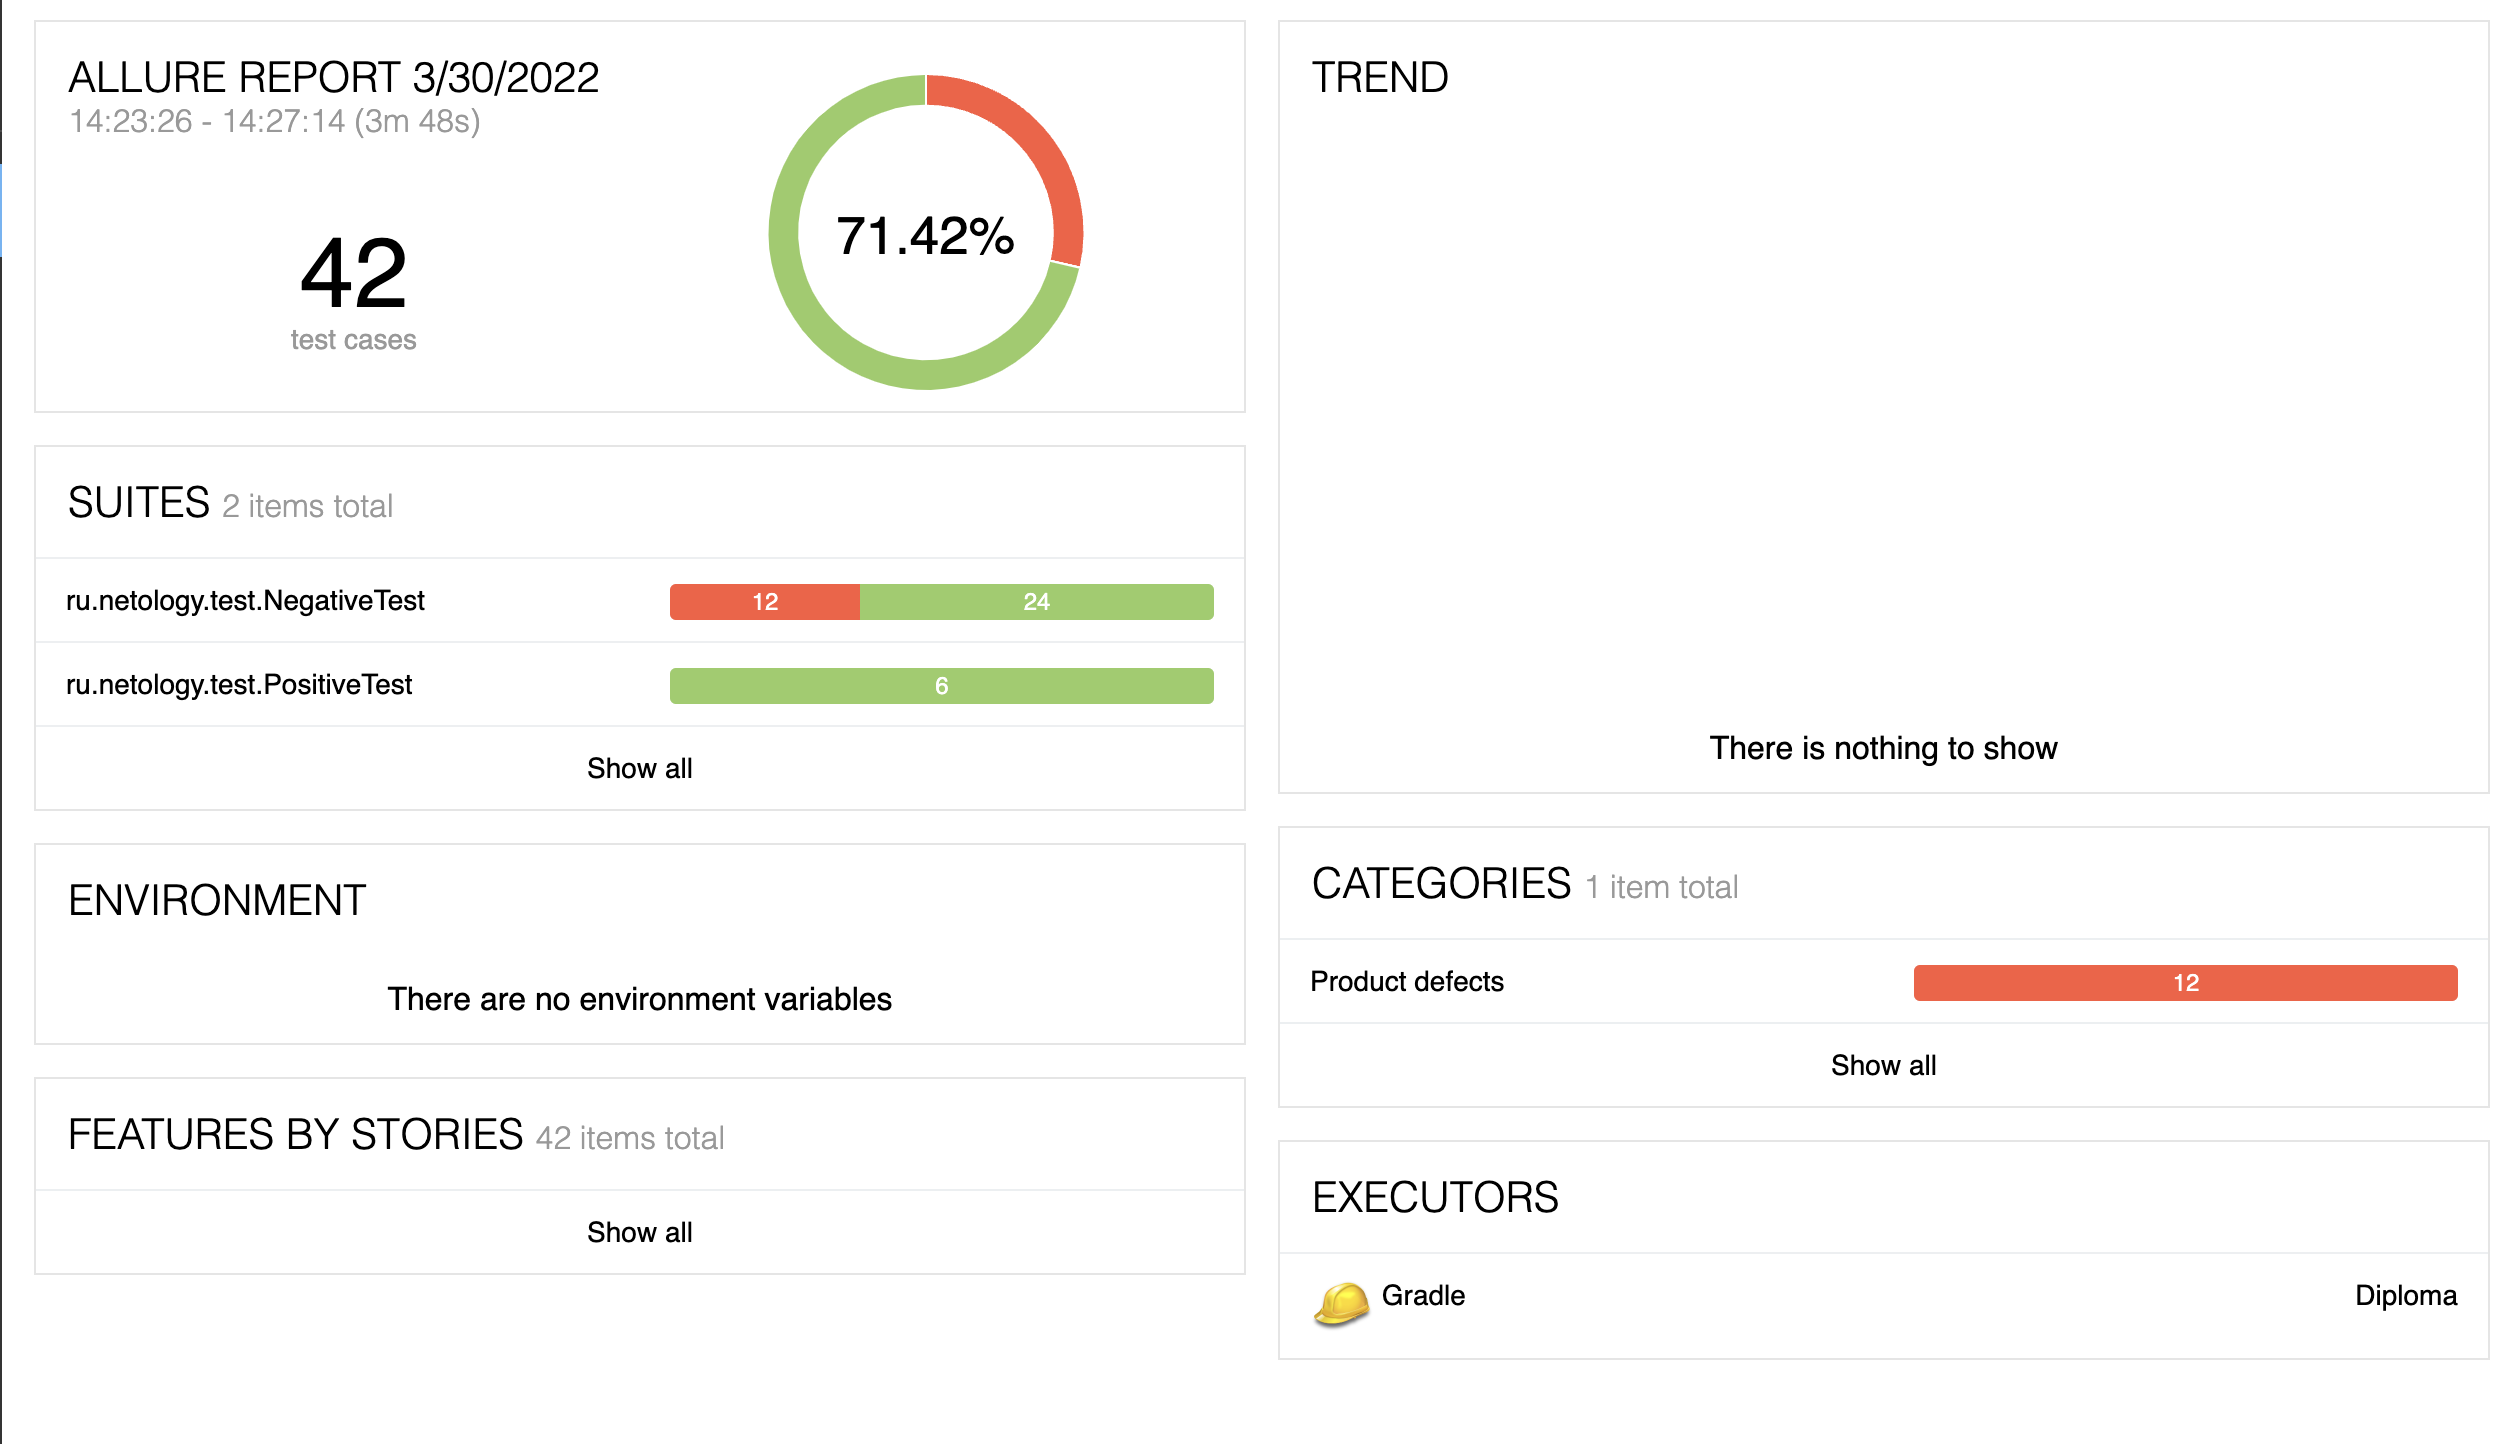 ALLURE REPORT 3/30/2022
14:23:26 - 14:27:14 (3m 48s)
42
test cases
71.42%
SUITES 2 items total
ru.netology.test.NegativeTest 12 24
ru.netology.test.PositiveTest 6
Show all
ENVIRONMENT
There are no environment variables
FEATURES BY STORIES 42 items total
Show all
TREND
There is nothing to show
CATEGORIES 1 item total
Product defects 12
Show all
EXECUTORS
Gradle Diploma